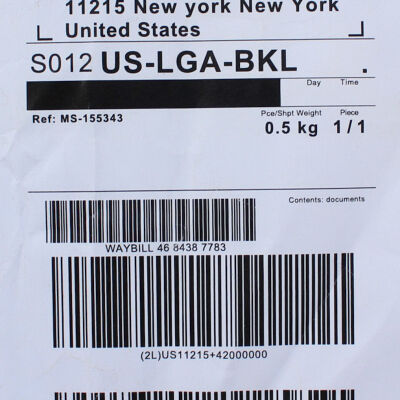 11215 New york New York
United States
S012 US-LGA-BKL .
Day Time
Ref: MS-155343
Pce/Shpt Weight Piece
0.5 kg 1/1
Contents: documents
WAYBILL 46 8438 7783
(2L)US11215+42000000